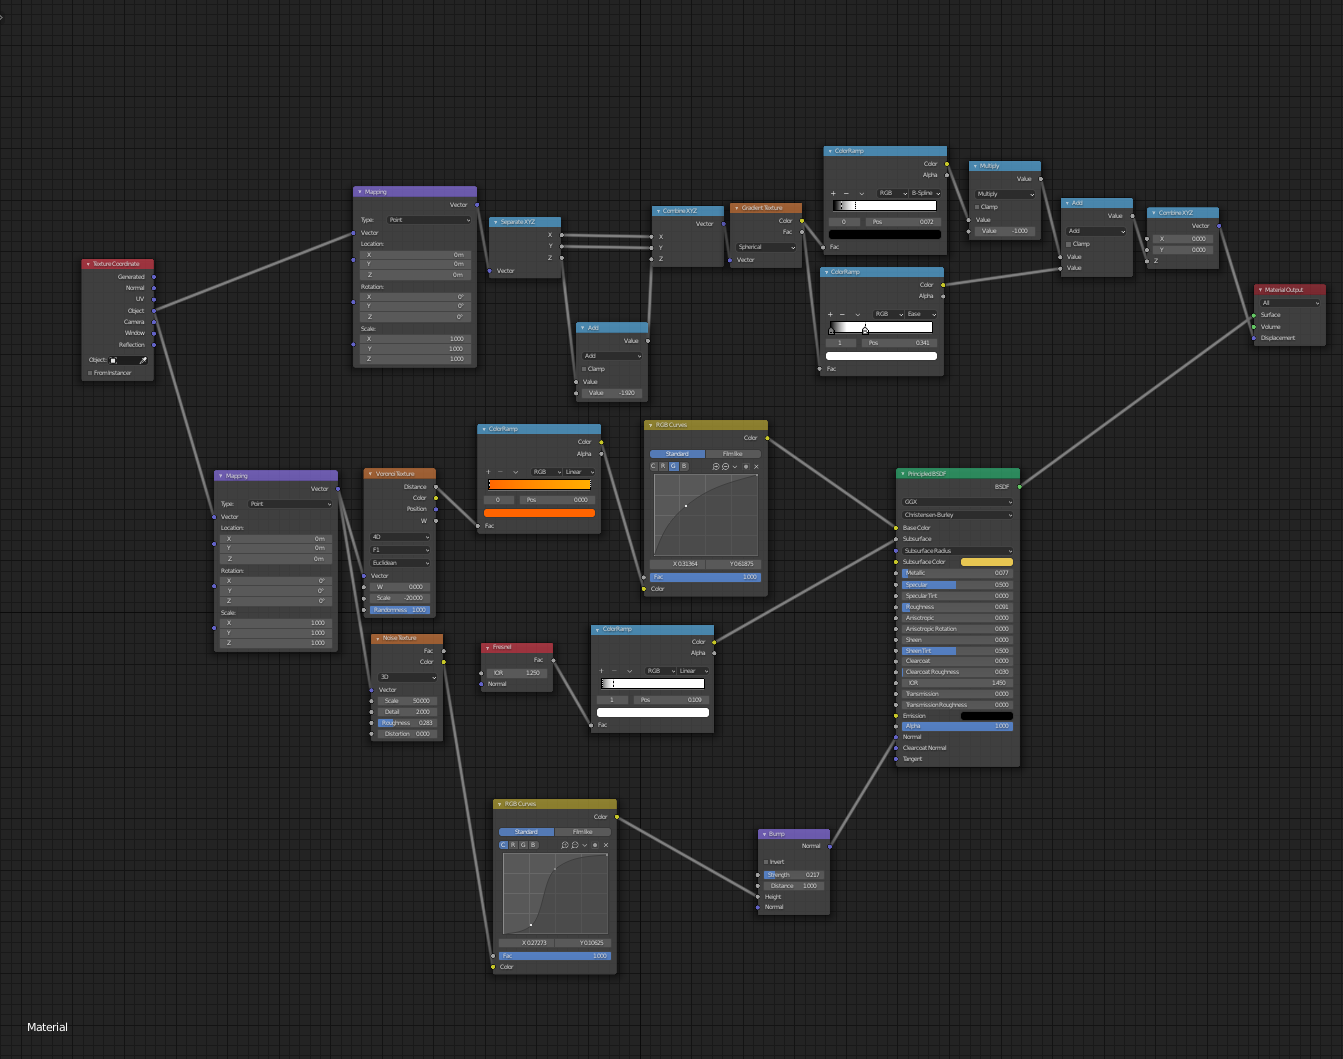 Texture Coordinate
Generated
Normal
UV
Object
Camera
Window
Reflection
Object:
From Instancer
Mapping
Vector
Type: Point
Vector
Location:
X 0m
Y 0m
Z 0m
Rotation:
X 0°
Y 0°
Z 0°
Scale:
X 1.000
Y 1.000
Z 1.000
Separate XYZ
X
Y
Z
Vector
Add
Value
Add
Clamp
Value
Value -1.920
Combine XYZ
Vector
X
Y
Z
Gradient Texture
Color
Fac
Spherical
Vector
ColorRamp
Color
Alpha
+ − RGB B-Spline
0 Pos 0.072
Fac
ColorRamp
Color
Alpha
+ − RGB Ease
1 Pos 0.341
Fac
Multiply
Value
Multiply
Clamp
Value
Value -1.000
Add
Value
Add
Clamp
Value
Value
Combine XYZ
Vector
X 0.000
Y 0.000
Z
Material Output
All
Surface
Volume
Displacement
Mapping
Vector
Type: Point
Vector
Location:
X 0m
Y 0m
Z 0m
Rotation:
X 0°
Y 0°
Z 0°
Scale:
X 1.000
Y 1.000
Z 1.000
Voronoi Texture
Distance
Color
Position
W
4D
F1
Euclidean
Vector
W 0.000
Scale -20.000
Randomness 1.000
ColorRamp
Color
Alpha
+ − RGB Linear
0 Pos 0.000
Fac
RGB Curves
Color
Standard Filmlike
C R G B
X 0.31364 Y 0.61875
Fac 1.000
Color
Noise Texture
Fac
Color
3D
Vector
Scale 50.000
Detail 2.000
Roughness 0.283
Distortion 0.000
Fresnel
Fac
IOR 1.250
Normal
ColorRamp
Color
Alpha
+ − RGB Linear
1 Pos 0.109
Fac
Principled BSDF
BSDF
GGX
Christensen-Burley
Base Color
Subsurface
Subsurface Radius
Subsurface Color
Metallic 0.077
Specular 0.500
Specular Tint 0.000
Roughness 0.091
Anisotropic 0.000
Anisotropic Rotation 0.000
Sheen 0.000
Sheen Tint 0.500
Clearcoat 0.000
Clearcoat Roughness 0.030
IOR 1.450
Transmission 0.000
Transmission Roughness 0.000
Emission
Alpha 1.000
Normal
Clearcoat Normal
Tangent
RGB Curves
Color
Standard Filmlike
C R G B
X 0.27273 Y 0.10625
Fac 1.000
Color
Bump
Normal
Invert
Strength 0.217
Distance 1.000
Height
Normal
Material